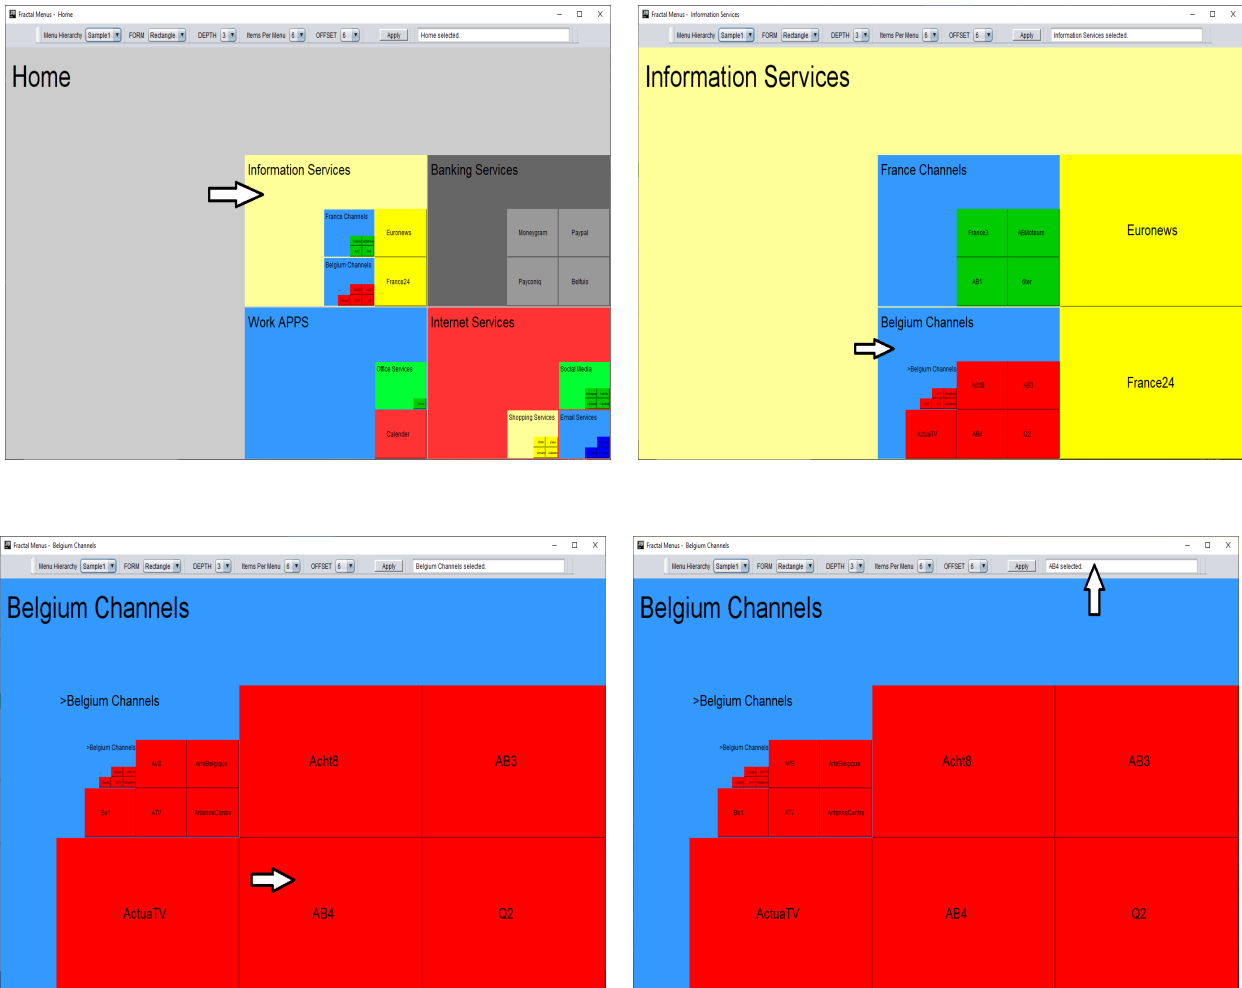 Fractal Menus - Home
Menu Hierarchy Sample1 FORM Rectangle DEPTH 3 Items Per Menu 6 OFFSET 6 Apply Home selected.
Home
Information Services Banking Services
France Channels
Euronews Moneygram Paypal
Belgium Channels
France24 Payconiq Belfius
Work APPS Internet Services
Office Services Social Media
Shopping Services Email Services
Calender
Fractal Menus - Information Services
Menu Hierarchy Sample1 FORM Rectangle DEPTH 3 Items Per Menu 6 OFFSET 6 Apply Information Services selected.
Information Services
France Channels
France3 ABMoteurs Euronews
AB1 9ter
Belgium Channels
>Belgium Channels
Acht8 AB3 France24
ActuaTV AB4 Q2
Fractal Menus - Belgium Channels
Menu Hierarchy Sample1 FORM Rectangle DEPTH 3 Items Per Menu 6 OFFSET 6 Apply Belgium Channels selected.
Belgium Channels
>Belgium Channels
>Belgium Channels
ArteBelgique Acht8 AB3
Be1 ATV AntenneCentre
ActuaTV AB4 Q2
Fractal Menus - Belgium Channels
Menu Hierarchy Sample1 FORM Rectangle DEPTH 3 Items Per Menu 6 OFFSET 6 Apply AB4 selected.
Belgium Channels
>Belgium Channels
>Belgium Channels
ArteBelgique Acht8 AB3
Be1 ATV AntenneCentre
ActuaTV AB4 Q2